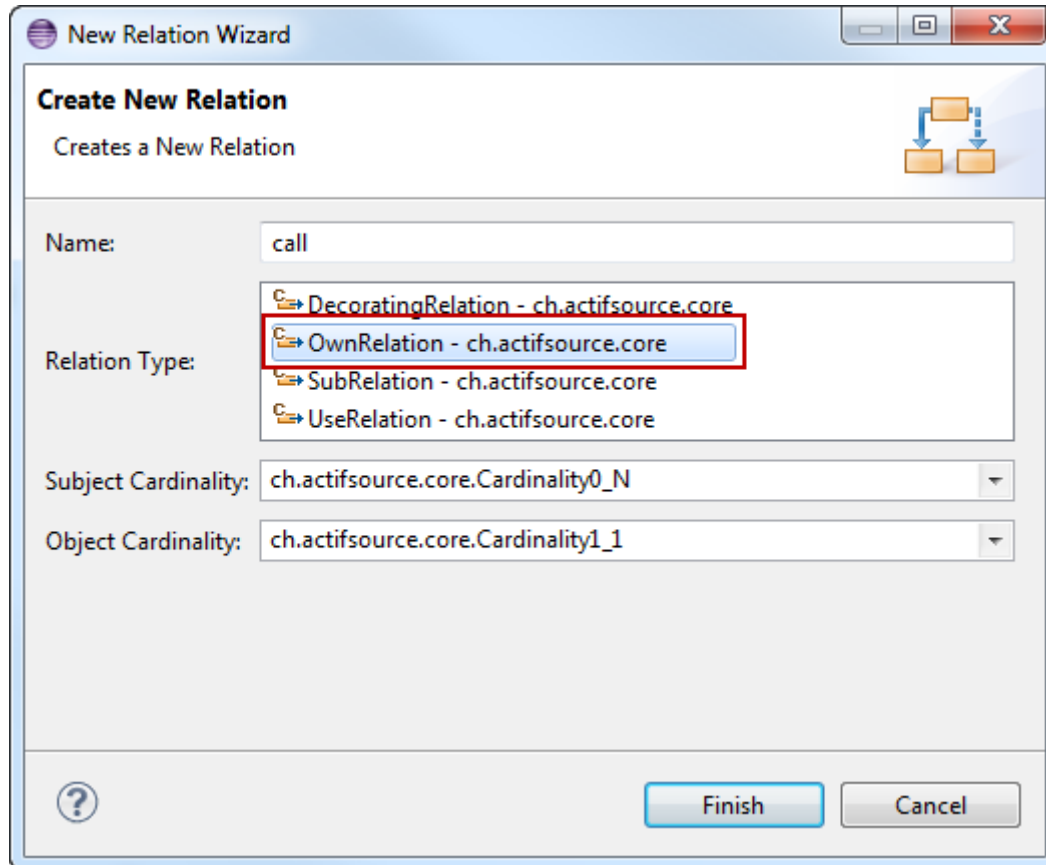 New Relation Wizard
Create New Relation
Creates a New Relation
Name: call
Relation Type:
DecoratingRelation - ch.actifsource.core
OwnRelation - ch.actifsource.core
SubRelation - ch.actifsource.core
UseRelation - ch.actifsource.core
Subject Cardinality: ch.actifsource.core.Cardinality0_N
Object Cardinality: ch.actifsource.core.Cardinality1_1
? Finish Cancel